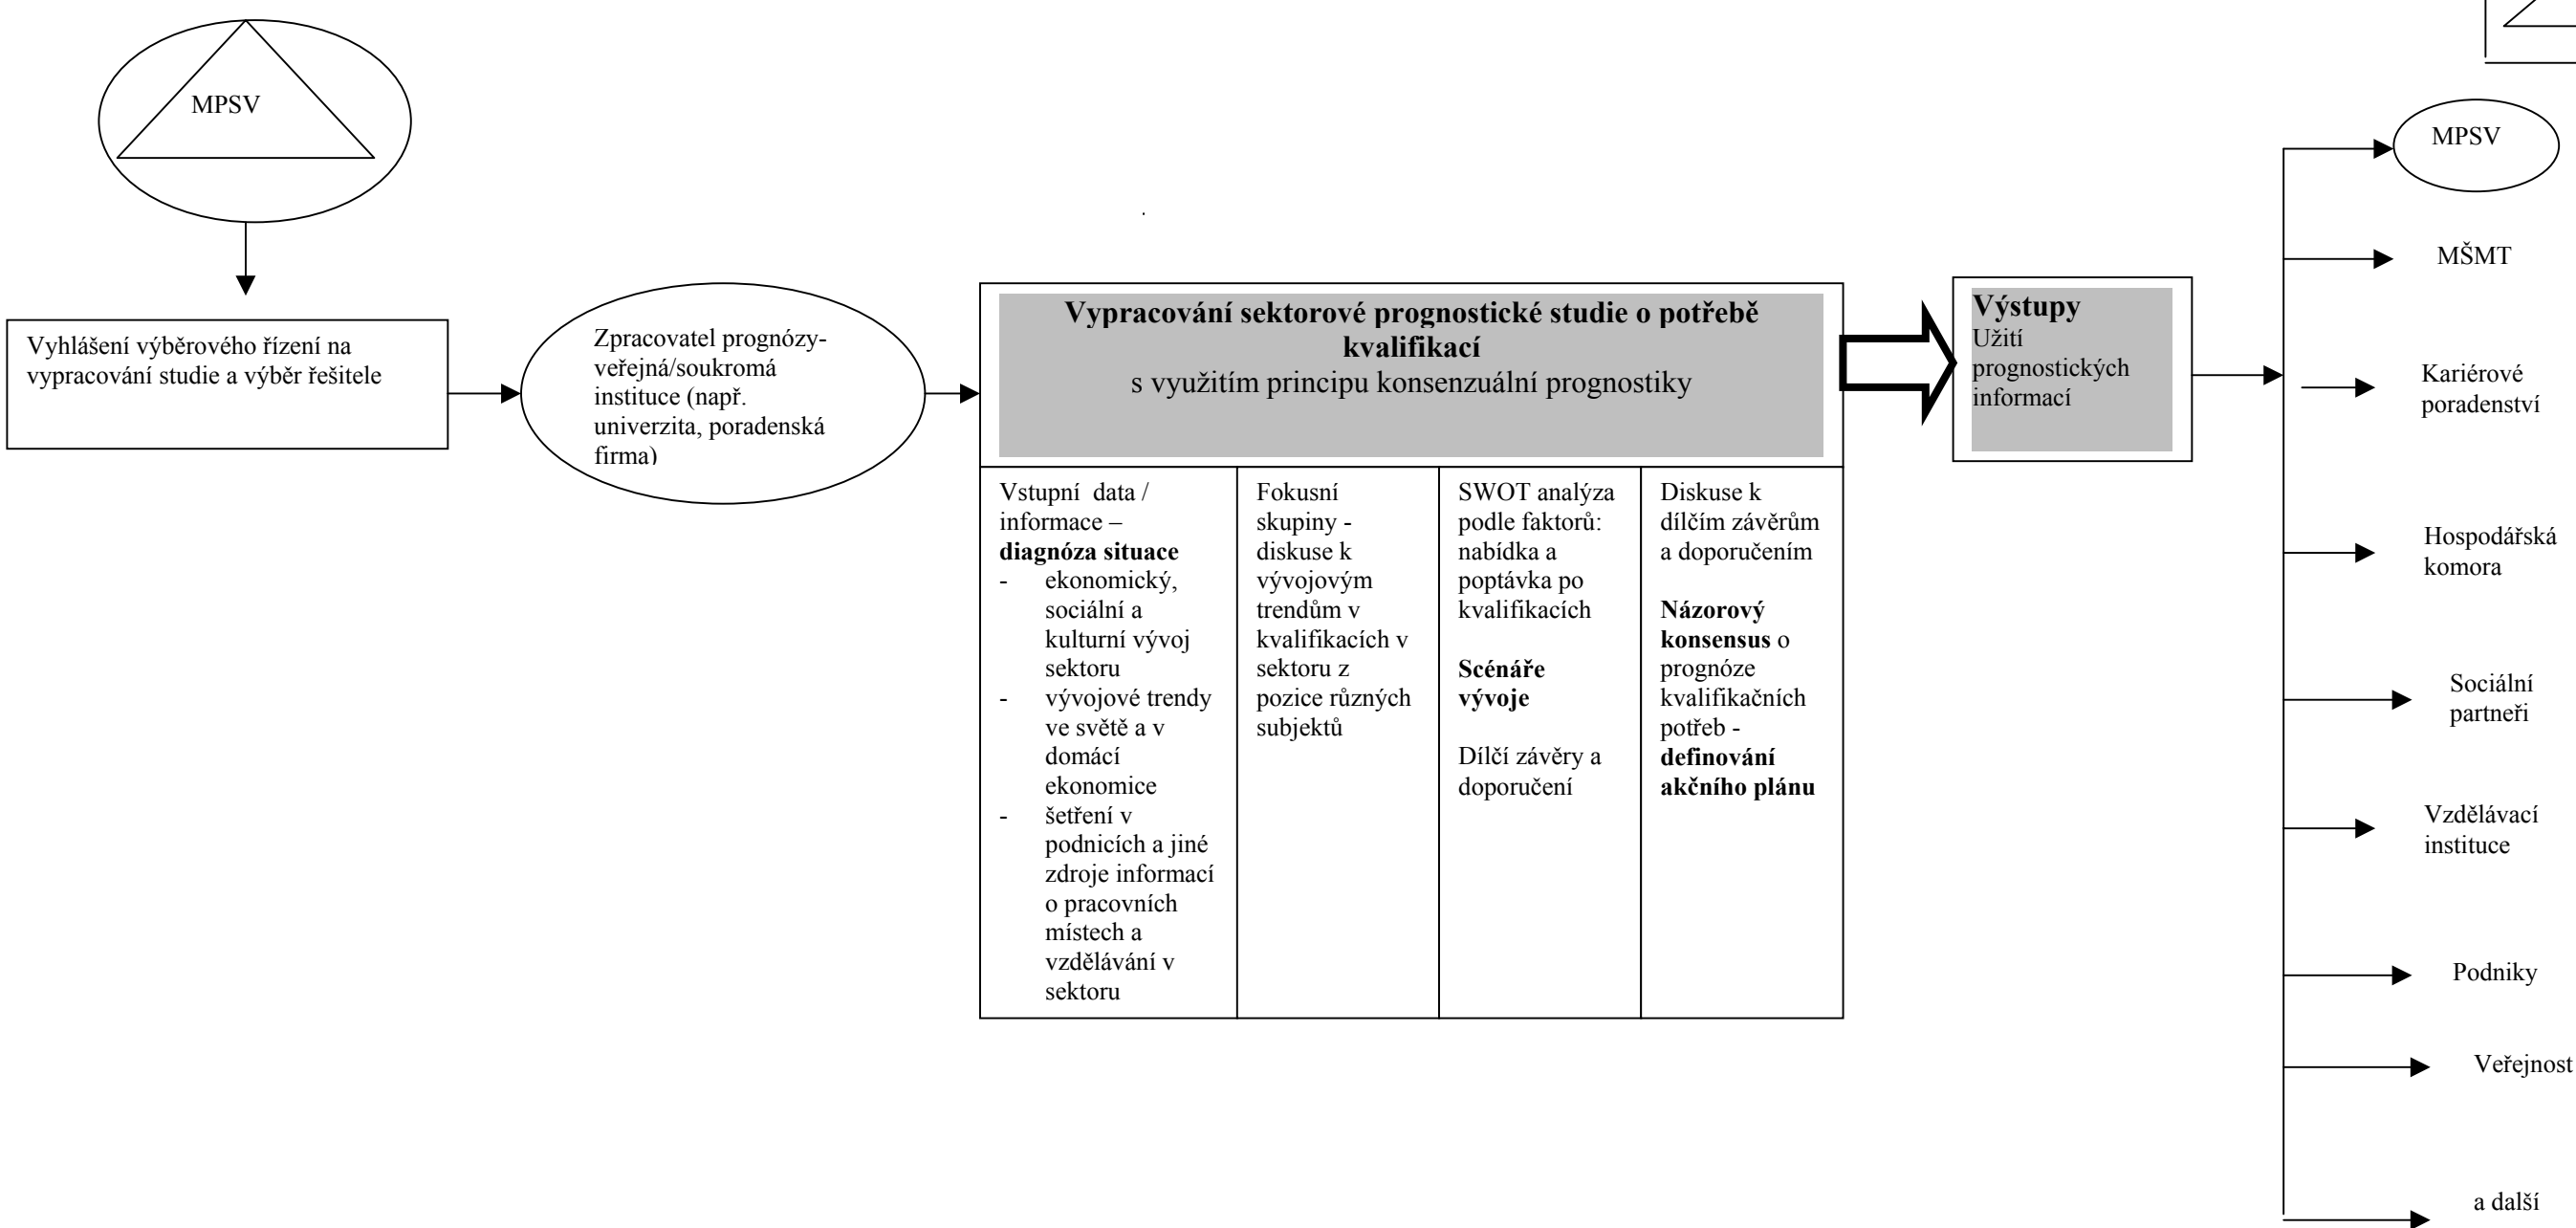 MPSV
Vyhlášení výběrového řízení na
vypracování studie a výběr řešitele
Zpracovatel prognózy-
veřejná/soukromá
instituce (např.
univerzita, poradenská
firma)
Vypracování sektorové prognostické studie o potřebě
kvalifikací
s využitím principu konsenzuální prognostiky
Vstupní data /
informace –
diagnóza situace
- ekonomický,
sociální a
kulturní vývoj
sektoru
- vývojové trendy
ve světě a v
domácí
ekonomice
- šetření v
podnicích a jiné
zdroje informací
o pracovních
místech a
vzdělávání v
sektoru
Fokusní
skupiny -
diskuse k
vývojovým
trendům v
kvalifikacích v
sektoru z
pozice různých
subjektů
SWOT analýza
podle faktorů:
nabídka a
poptávka po
kvalifikacích
Scénáře
vývoje
Dílčí závěry a
doporučení
Diskuse k
dílčím závěrům
a doporučením
Názorový
konsensus o
prognóze
kvalifikačních
potřeb -
definování
akčního plánu
Výstupy
Užití
prognostických
informací
MPSV
MŠMT
Kariérové
poradenství
Hospodářská
komora
Sociální
partneři
Vzdělávací
instituce
Podniky
Veřejnost
a další